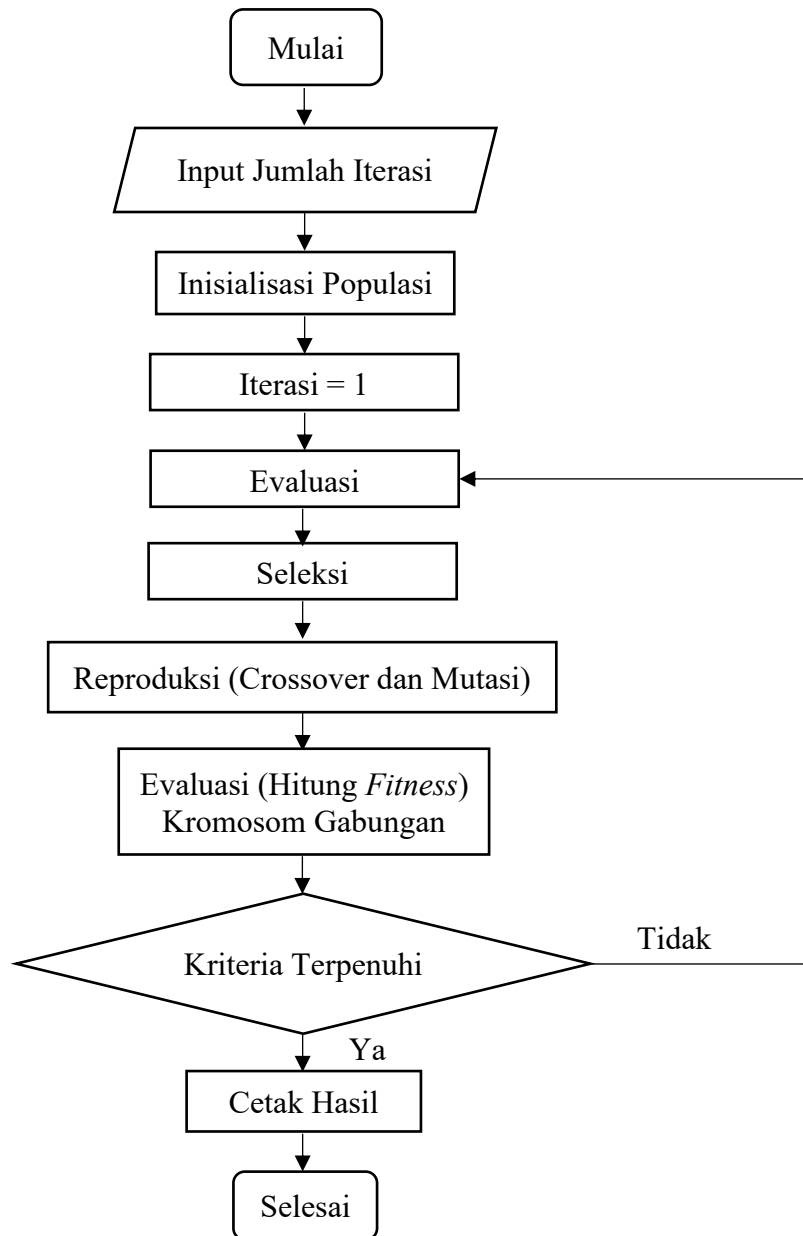 Mulai
Input Jumlah Iterasi
Inisialisasi Populasi
Iterasi = 1
Evaluasi
Seleksi
Reproduksi (Crossover dan Mutasi)
Evaluasi (Hitung Fitness)
Kromosom Gabungan
Kriteria Terpenuhi
Tidak
Ya
Cetak Hasil
Selesai